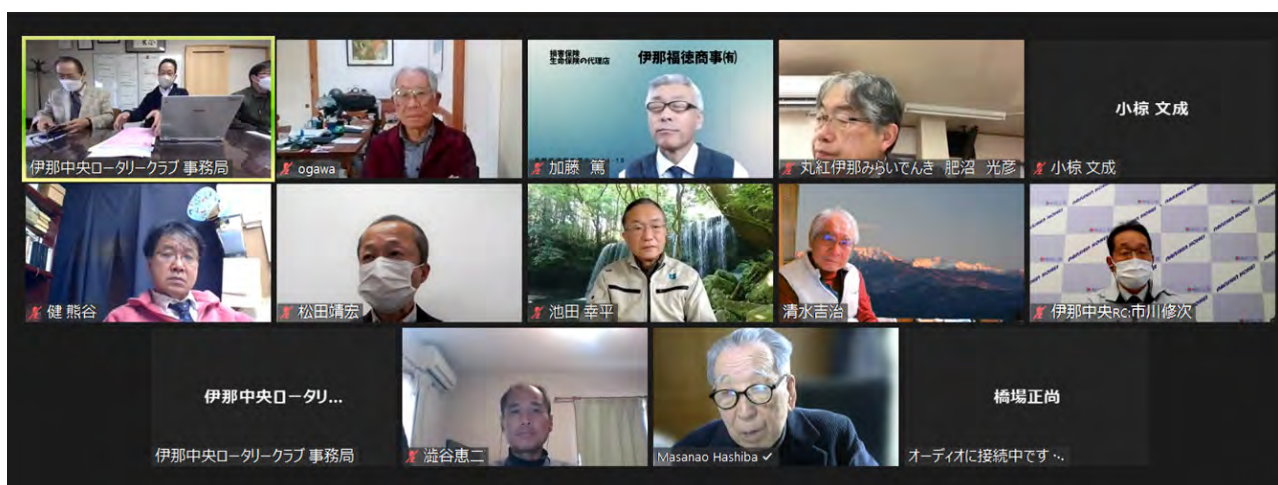 伊那中央ロータリークラブ 事務局
ogawa
損害保険
生命保険の代理店
伊那福徳商事㈲
加藤 篤
丸紅伊那みらいでんき 肥沼 光彦
小椋 文成
小椋 文成
健 熊谷
松田靖宏
池田 幸平
清水吉治
伊那中央RC:市川修次
伊那中央ロータリ...
伊那中央ロータリークラブ 事務局
澁谷恵二
Masanao Hashiba
橋場正尚
オーディオに接続中です・.